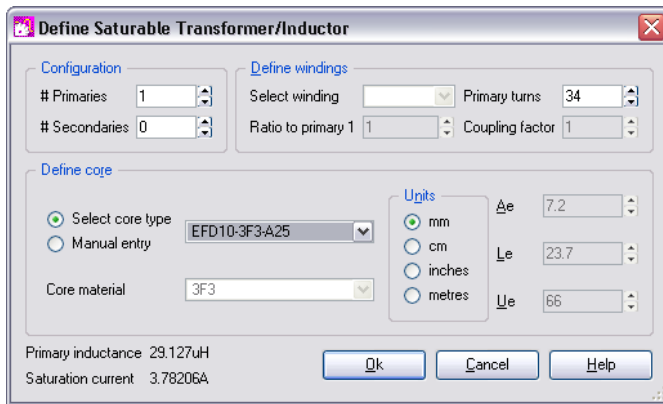 Define Saturable Transformer/Inductor
Configuration
# Primaries 1
# Secondaries 0
Define windings
Select winding Primary turns 34
Ratio to primary 1 1 Coupling factor 1
Define core
Select core type
Manual entry
EFD10-3F3-A25
Core material 3F3
Units
mm
cm
inches
metres
Ae 7.2
Le 23.7
Ue 66
Primary inductance 29.127uH
Saturation current 3.78206A
Ok Cancel Help